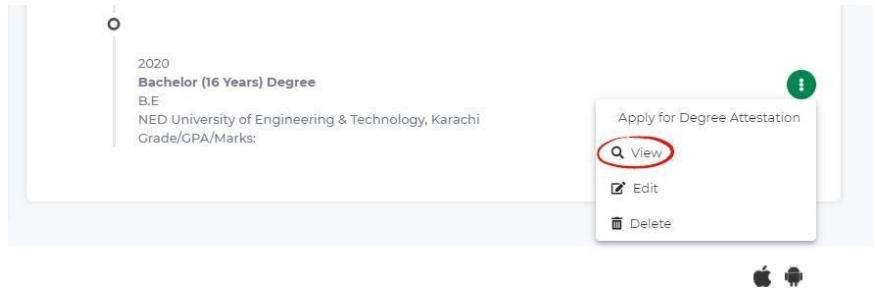 2020
Bachelor (16 Years) Degree
B.E
NED University of Engineering & Technology, Karachi
Grade/GPA/Marks:
Apply for Degree Attestation
View
Edit
Delete